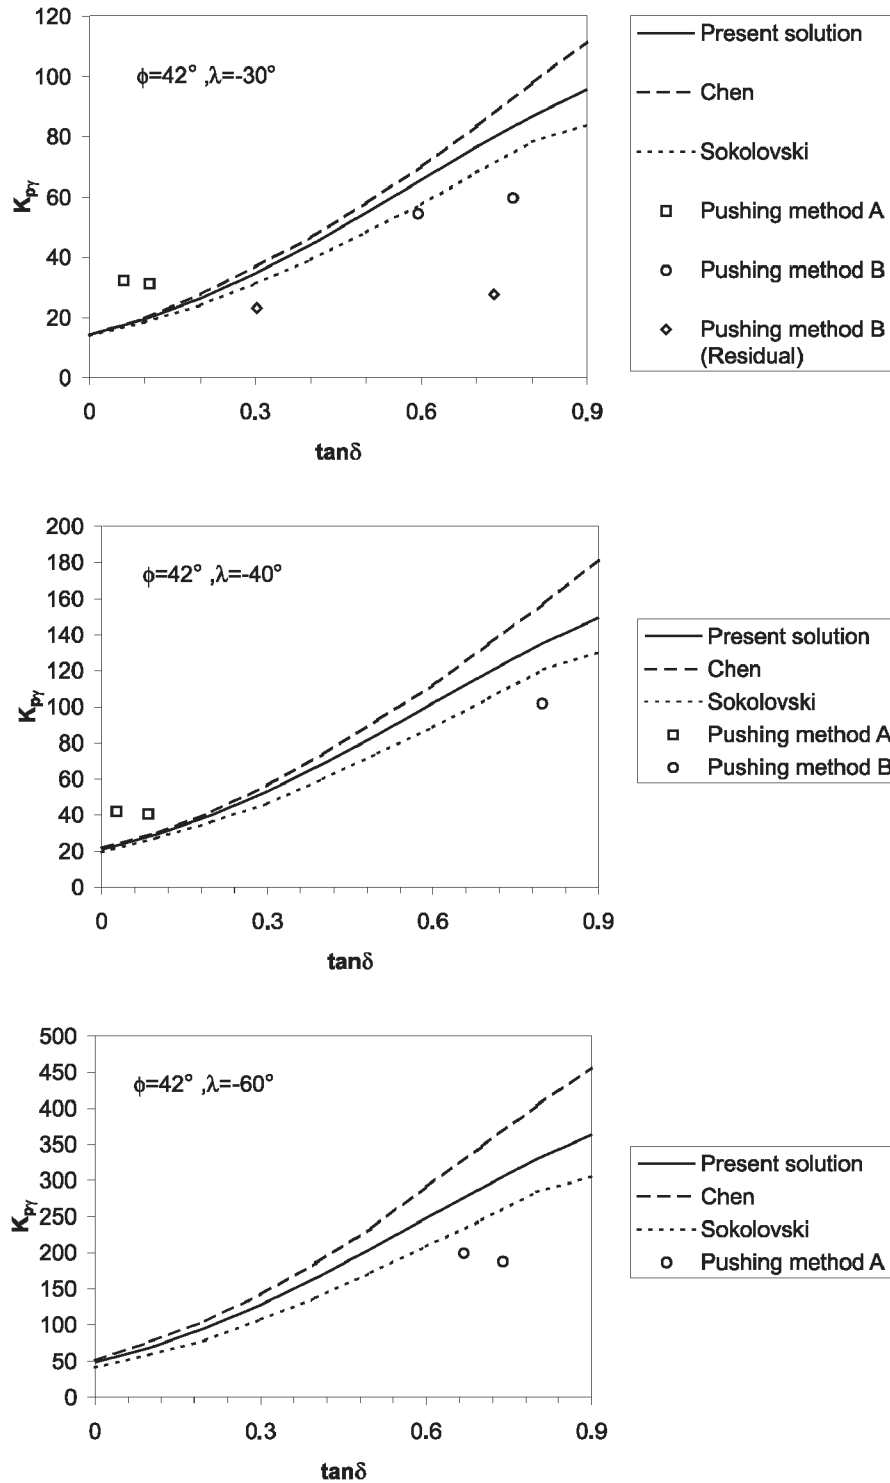 120
100
80
60
40
20
0
Kpγ
ϕ=42° ,λ=-30°
0 0.3 0.6 0.9
tanδ
Present solution
Chen
Sokolovski
Pushing method A
Pushing method B
Pushing method B
(Residual)
200
180
160
140
120
100
80
60
40
20
0
Kpγ
ϕ=42° ,λ=-40°
0 0.3 0.6 0.9
tanδ
Present solution
Chen
Sokolovski
Pushing method A
Pushing method B
500
450
400
350
300
250
200
150
100
50
0
Kpγ
ϕ=42° ,λ=-60°
0 0.3 0.6 0.9
tanδ
Present solution
Chen
Sokolovski
Pushing method A